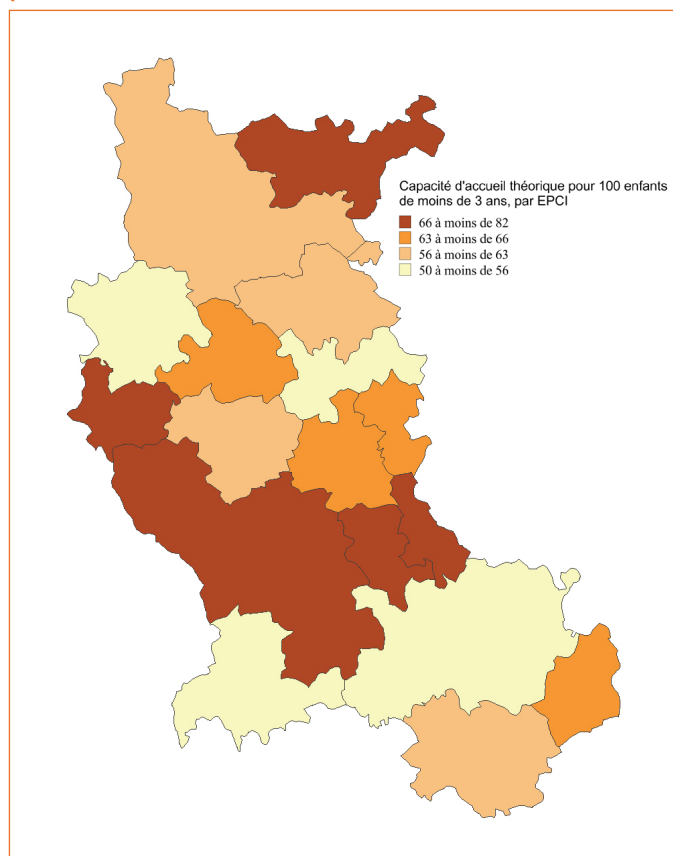 Capacité d'accueil théorique pour 100 enfants
de moins de 3 ans, par EPCI
66 à moins de 82
63 à moins de 66
56 à moins de 63
50 à moins de 56